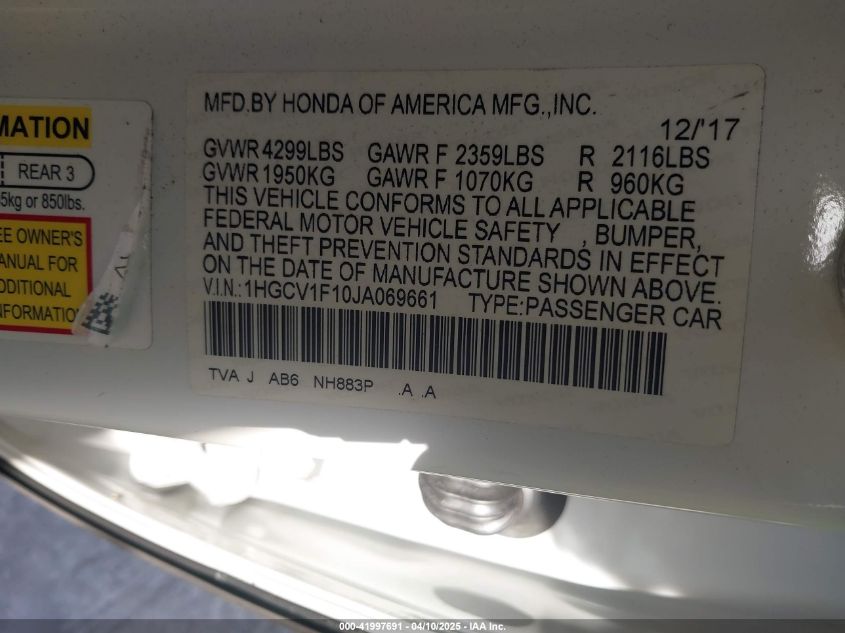 MATION
REAR 3
5kg or 850lbs.
EE OWNER'S
ANUAL FOR
DDITIONAL
NFORMATIO
MFD.BY HONDA OF AMERICA MFG.,INC.
12/'17
GVWR 4299LBS GAWR F 2359LBS R 2116LBS
GVWR 1950KG GAWR F 1070KG R 960KG
THIS VEHICLE CONFORMS TO ALL APPLICABLE
FEDERAL MOTOR VEHICLE SAFETY , BUMPER,
AND THEFT PREVENTION STANDARDS IN EFFECT
ON THE DATE OF MANUFACTURE SHOWN ABOVE.
V.I.N.:1HGCV1F10JA069661 TYPE:PASSENGER CAR
TVA J AB6 NH883P .A .A
000-41997691 - 04/10/2025 - IAA Inc.